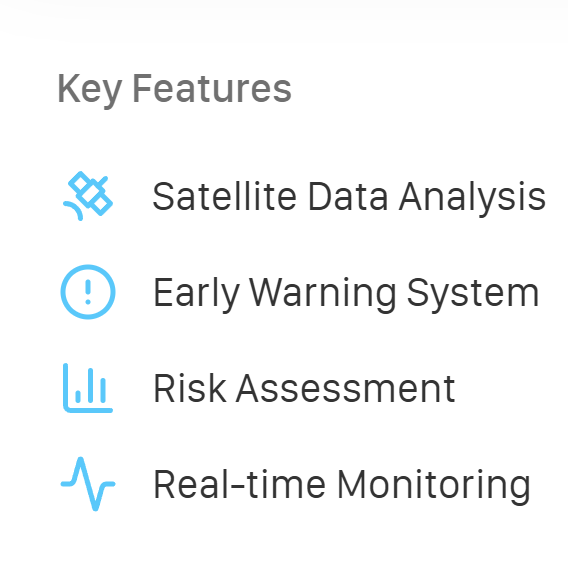 Key Features
Satellite Data Analysis
Early Warning System
Risk Assessment
Real-time Monitoring